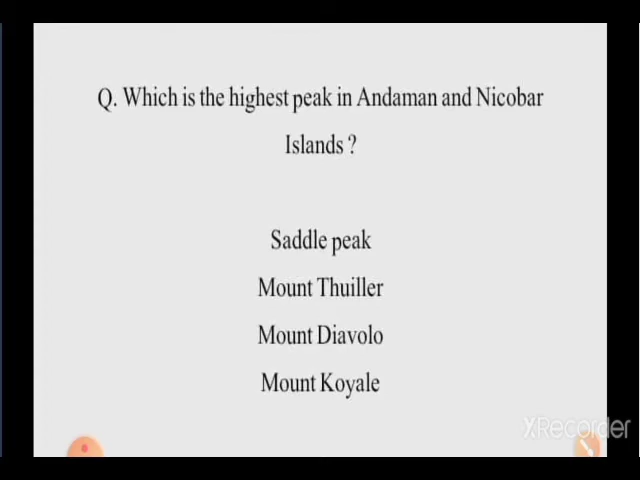 Q. Which is the highest peak in Andaman and Nicobar
Islands ?
Saddle peak
Mount Thuiller
Mount Diavolo
Mount Koyale
XRecorder